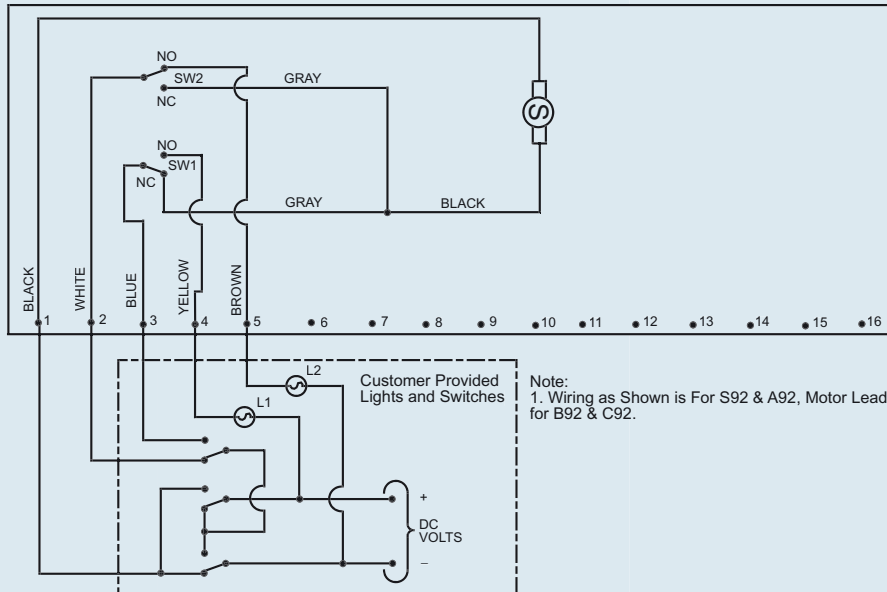 NO
SW2
GRAY
NC
S
NO
SW1
NC
GRAY
BLACK
BLACK
WHITE
BLUE
YELLOW
BROWN
1
2
3
4
5
6
7
8
9
10
11
12
13
14
15
16
L2
Customer Provided
Lights and Switches
L1
Note:
1. Wiring as Shown is For S92 & A92, Motor Lead
for B92 & C92.
+
DC
VOLTS
–